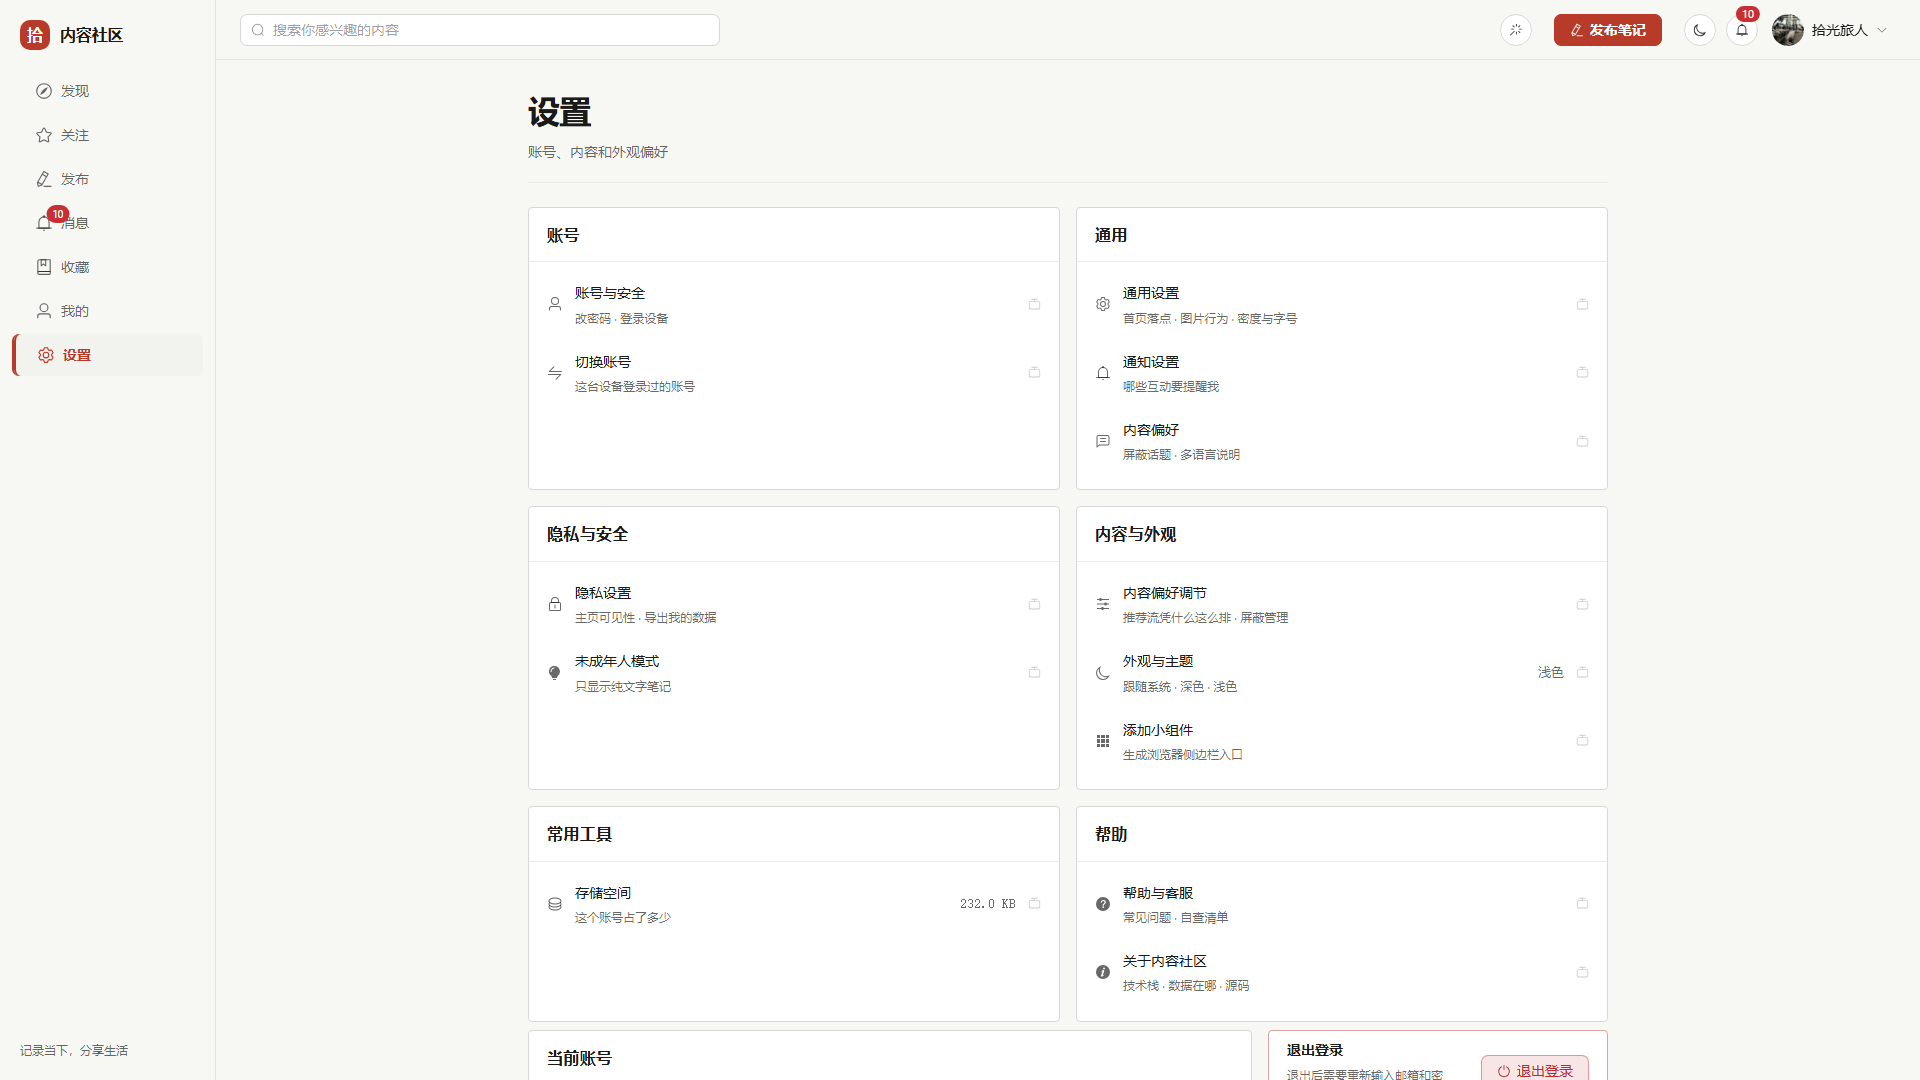 拾 内容社区
搜索你感兴趣的内容
发布笔记
10
拾光旅人
发现
关注
发布
10
消息
收藏
我的
设置
记录当下，分享生活
设置
账号、内容和外观偏好
账号
账号与安全
改密码 · 登录设备
切换账号
这台设备登录过的账号
通用
通用设置
首页落点 · 图片行为 · 密度与字号
通知设置
哪些互动要提醒我
内容偏好
屏蔽话题 · 多语言说明
隐私与安全
隐私设置
主页可见性 · 导出我的数据
未成年人模式
只显示纯文字笔记
内容与外观
内容偏好调节
推荐流凭什么这么排 · 屏蔽管理
外观与主题
跟随系统 · 深色 · 浅色
浅色
添加小组件
生成浏览器侧边栏入口
常用工具
存储空间
这个账号占了多少
232.0 KB
帮助
帮助与客服
常见问题 · 自查清单
关于内容社区
技术栈 · 数据在哪 · 源码
当前账号
退出登录
退出后需要重新输入邮箱和密
退出登录